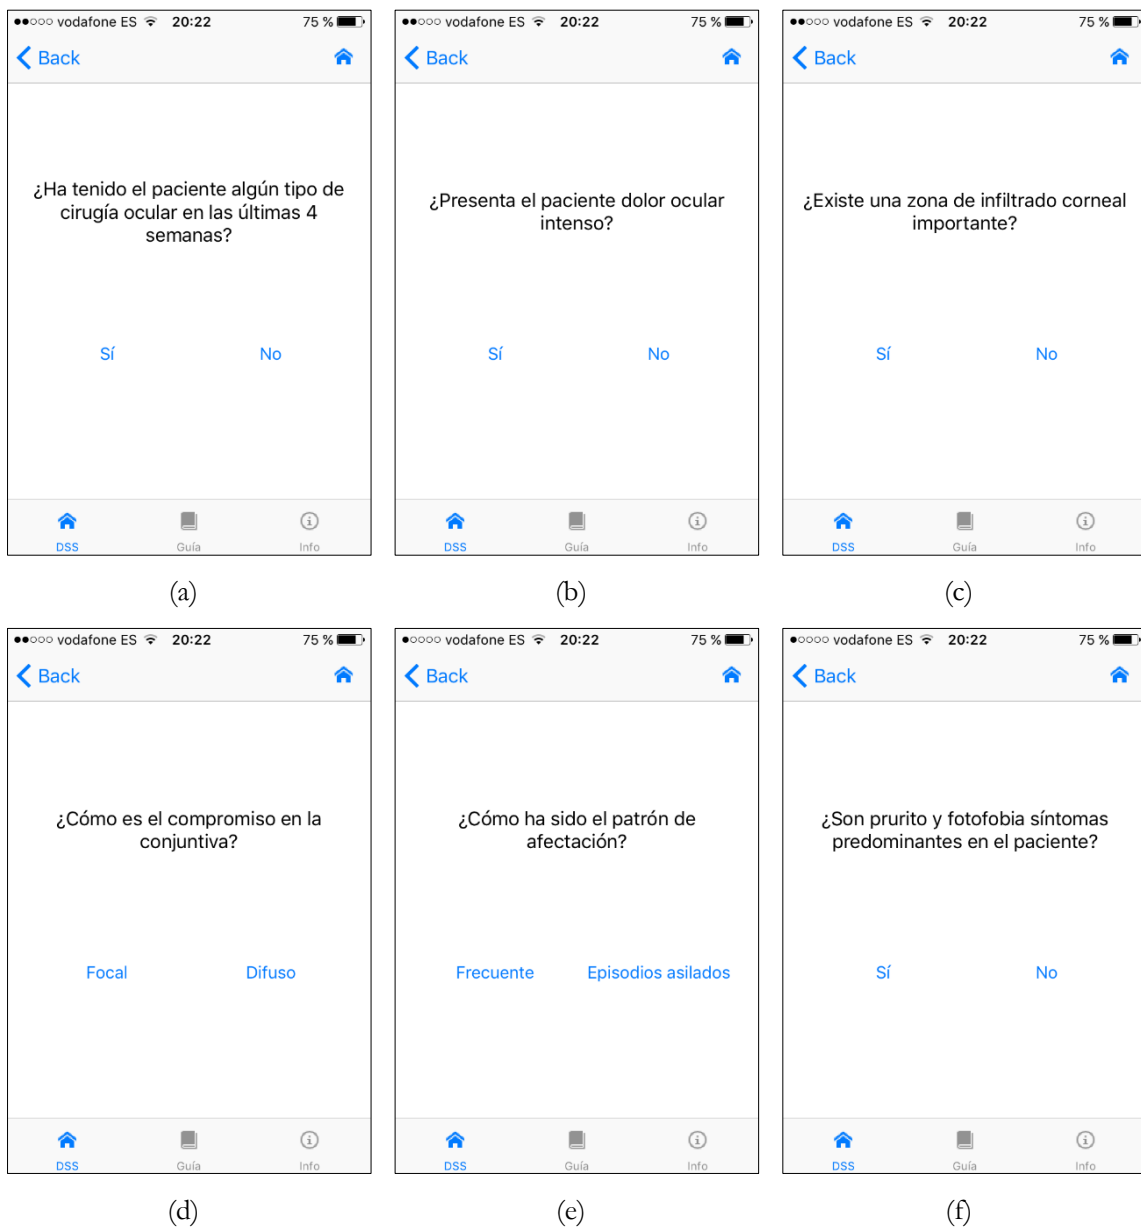 vodafone ES 20:22 75 %
Back
¿Ha tenido el paciente algún tipo de
cirugía ocular en las últimas 4
semanas?
Sí No
DSS Guía Info
(a)
vodafone ES 20:22 75 %
Back
¿Presenta el paciente dolor ocular
intenso?
Sí No
DSS Guía Info
(b)
vodafone ES 20:22 75 %
Back
¿Existe una zona de infiltrado corneal
importante?
Sí No
DSS Guía Info
(c)
vodafone ES 20:22 75 %
Back
¿Cómo es el compromiso en la
conjuntiva?
Focal Difuso
DSS Guía Info
(d)
vodafone ES 20:22 75 %
Back
¿Cómo ha sido el patrón de
afectación?
Frecuente Episodios asilados
DSS Guía Info
(e)
vodafone ES 20:22 75 %
Back
¿Son prurito y fotofobia síntomas
predominantes en el paciente?
Sí No
DSS Guía Info
(f)